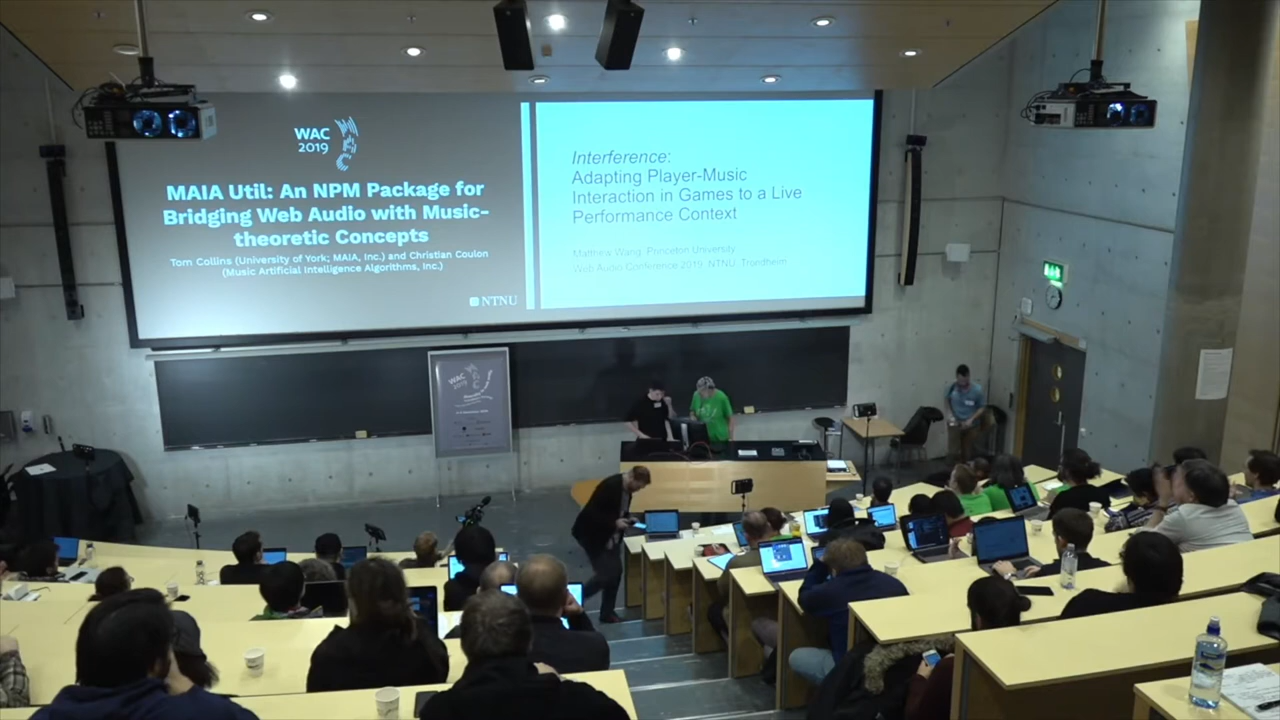 WAC
2019
MAIA Util: An NPM Package for
Bridging Web Audio with Music-
theoretic Concepts
Tom Collins (University of York; MAIA, Inc.) and Christian Coulon
(Music Artificial Intelligence Algorithms, Inc.)
NTNU
Interference:
Adapting Player-Music
Interaction in Games to a Live
Performance Context
Matthew Wang, Princeton University
Web Audio Conference 2019, NTNU, Trondheim
WAC
2019